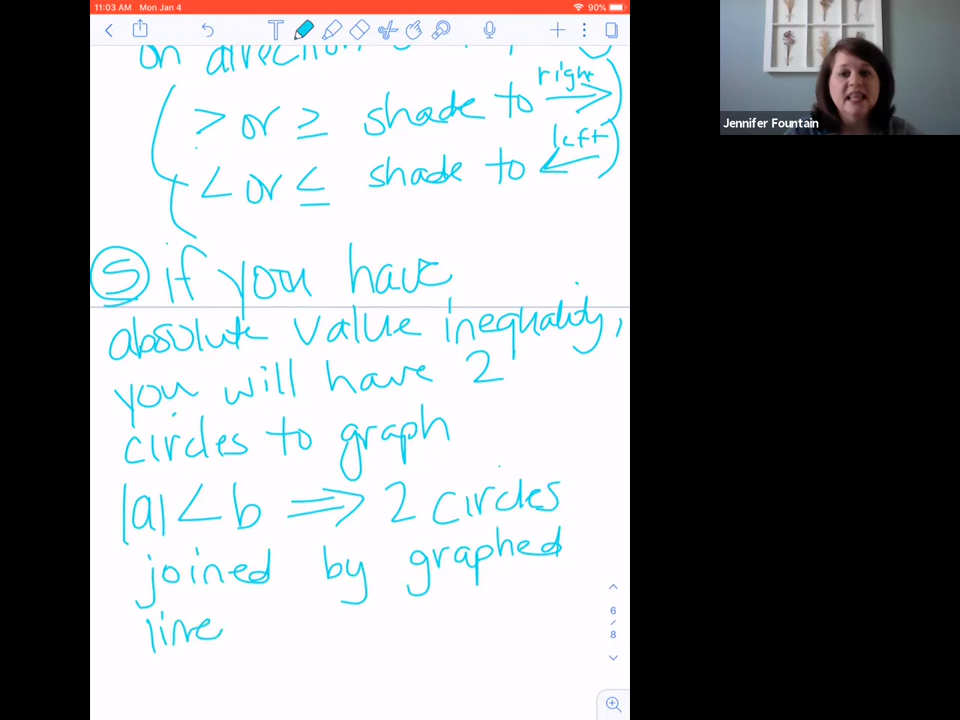 11:03 AM Mon Jan 4
90%
T
on direction
right
> or ≥ shade to →
left
< or ≤ shade to ←
⑤ if you have
absolute value inequality,
you will have 2
circles to graph
|a| < b ⇒ 2 circles
joined by graphed
line
6
/
8
Jennifer Fountain